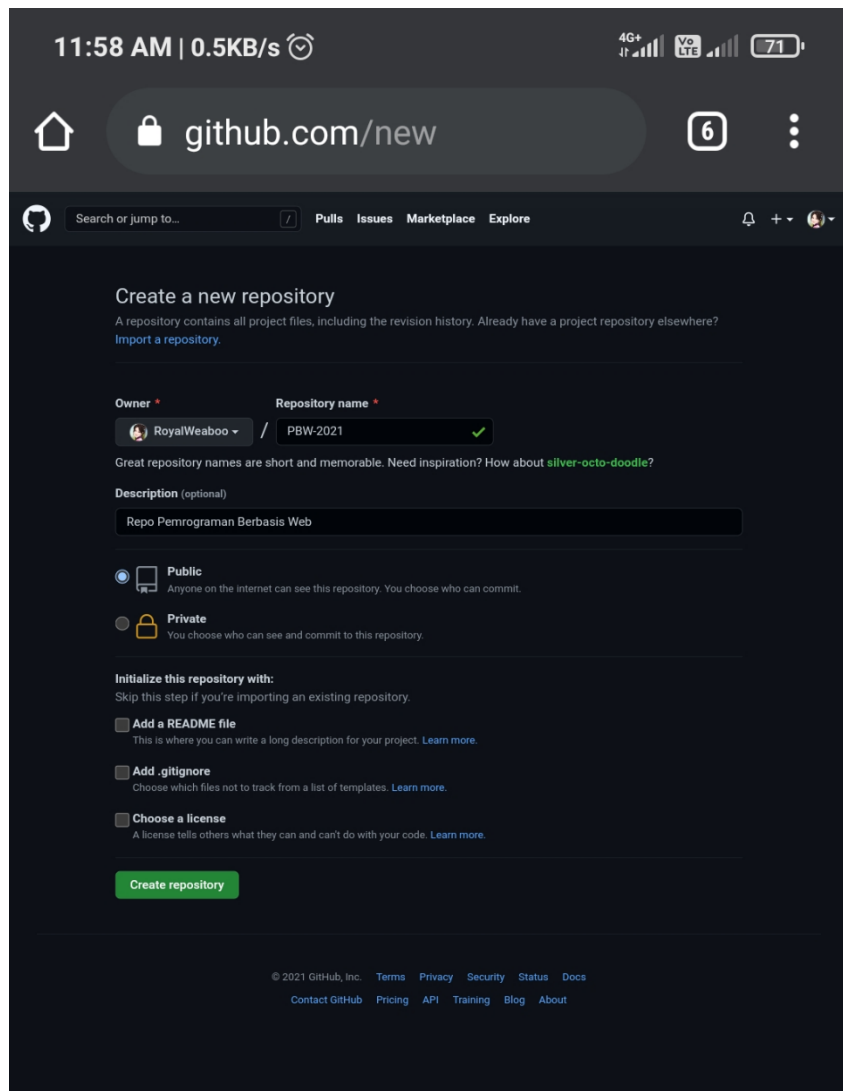 11:58 AM | 0.5KB/s
4G+ Vo LTE 71
github.com/new 6
Search or jump to... / Pulls Issues Marketplace Explore
Create a new repository
A repository contains all project files, including the revision history. Already have a project repository elsewhere?
Import a repository.
Owner * Repository name *
RoyalWeaboo / PBW-2021
Great repository names are short and memorable. Need inspiration? How about silver-octo-doodle?
Description (optional)
Repo Pemrograman Berbasis Web
Public
Anyone on the internet can see this repository. You choose who can commit.
Private
You choose who can see and commit to this repository.
Initialize this repository with:
Skip this step if you're importing an existing repository.
Add a README file
This is where you can write a long description for your project. Learn more.
Add .gitignore
Choose which files not to track from a list of templates. Learn more.
Choose a license
A license tells others what they can and can't do with your code. Learn more.
Create repository
© 2021 GitHub, Inc. Terms Privacy Security Status Docs
Contact GitHub Pricing API Training Blog About